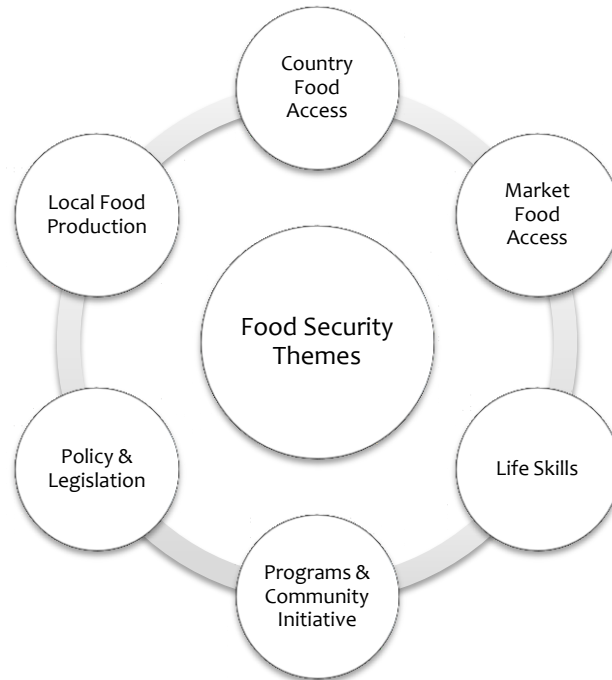 Country
Food
Access
Market
Food
Access
Life Skills
Programs &
Community
Initiative
Policy &
Legislation
Local Food
Production
Food Security
Themes